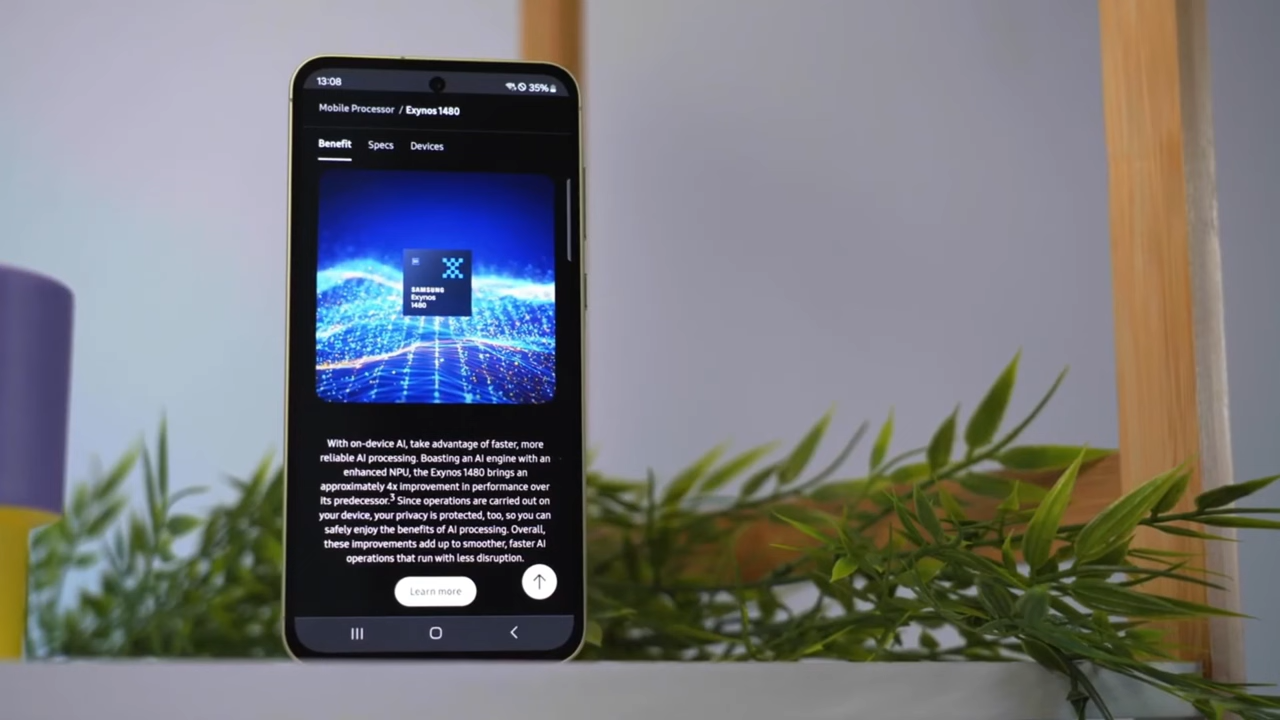 13:08 35%
Mobile Processor / Exynos 1480
Benefit Specs Devices
SAMSUNG
Exynos
1480
With on-device AI, take advantage of faster, more
reliable AI processing. Boasting an AI engine with an
enhanced NPU, the Exynos 1480 brings an
approximately 4x improvement in performance over
its predecessor.³ Since operations are carried out on
your device, your privacy is protected, too, so you can
safely enjoy the benefits of AI processing. Overall,
these improvements add up to smoother, faster AI
operations that run with less disruption.
Learn more